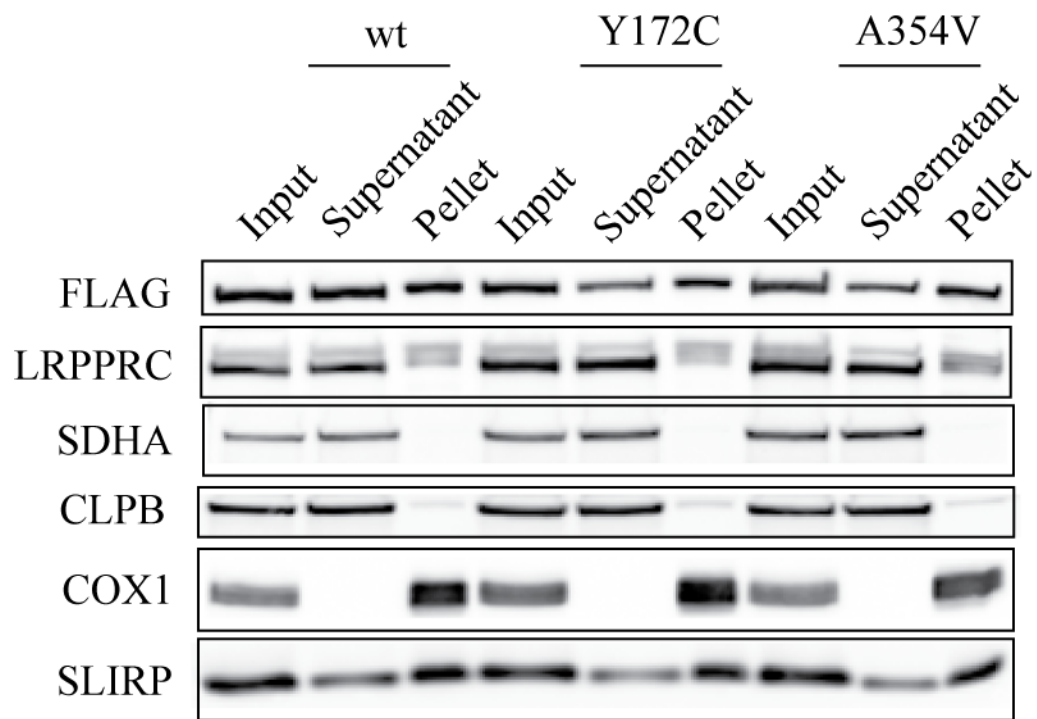 wt Y172C A354V
Input Supernatant Pellet Input Supernatant Pellet Input Supernatant Pellet
FLAG
LRPPRC
SDHA
CLPB
COX1
SLIRP